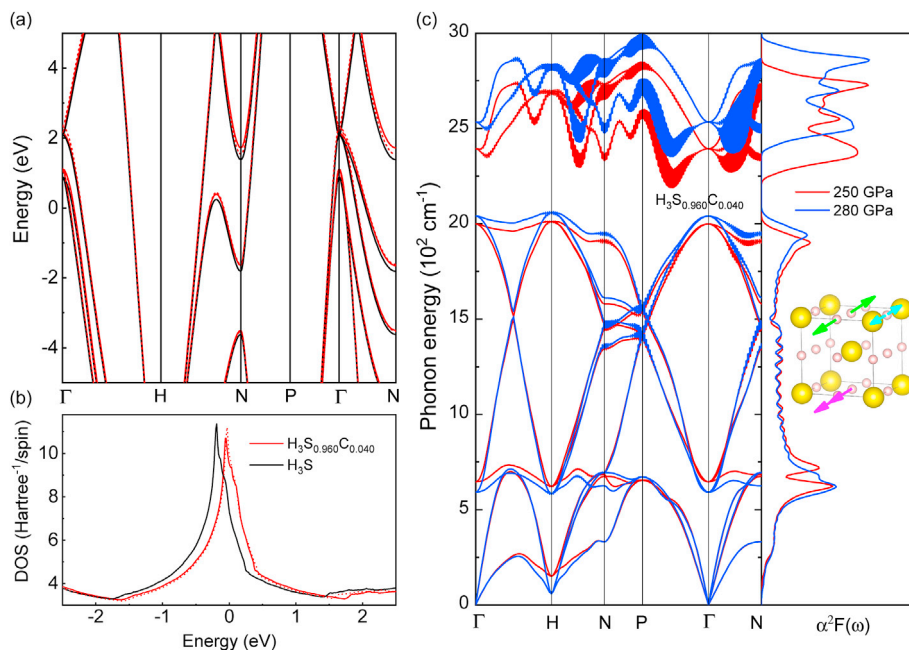 (a)
4
2
0
-2
-4
Energy (eV)
Γ
H
N
P
Γ
N
(b)
10
8
6
4
DOS (Hartree⁻¹/spin)
H₃S₀.₉₆₀C₀.₀₄₀
H₃S
-2
-1
0
1
2
Energy (eV)
(c)
30
25
20
15
10
5
0
Phonon energy (10² cm⁻¹)
H₃S₀.₉₆₀C₀.₀₄₀
250 GPa
280 GPa
Γ
H
N
P
Γ
N
α²F(ω)